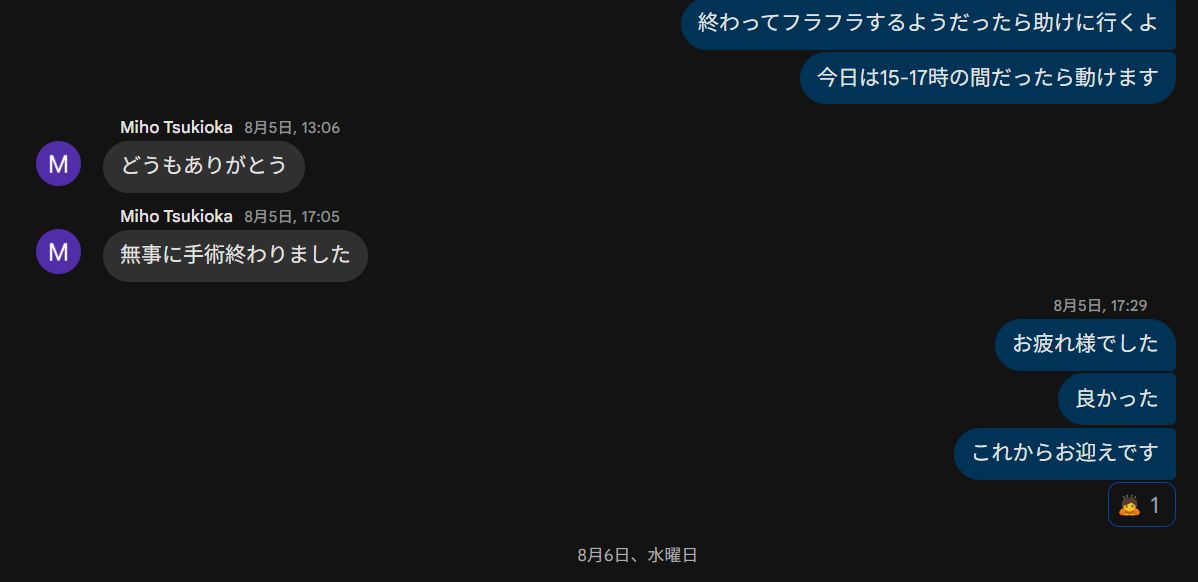 終わってフラフラするようだったら助けに行くよ
今日は15-17時の間だったら動けます
Miho Tsukioka 8月5日, 13:06
M
どうもありがとう
Miho Tsukioka 8月5日, 17:05
M
無事に手術終わりました
8月5日, 17:29
お疲れ様でした
良かった
これからお迎えです
🙇 1
8月6日、水曜日